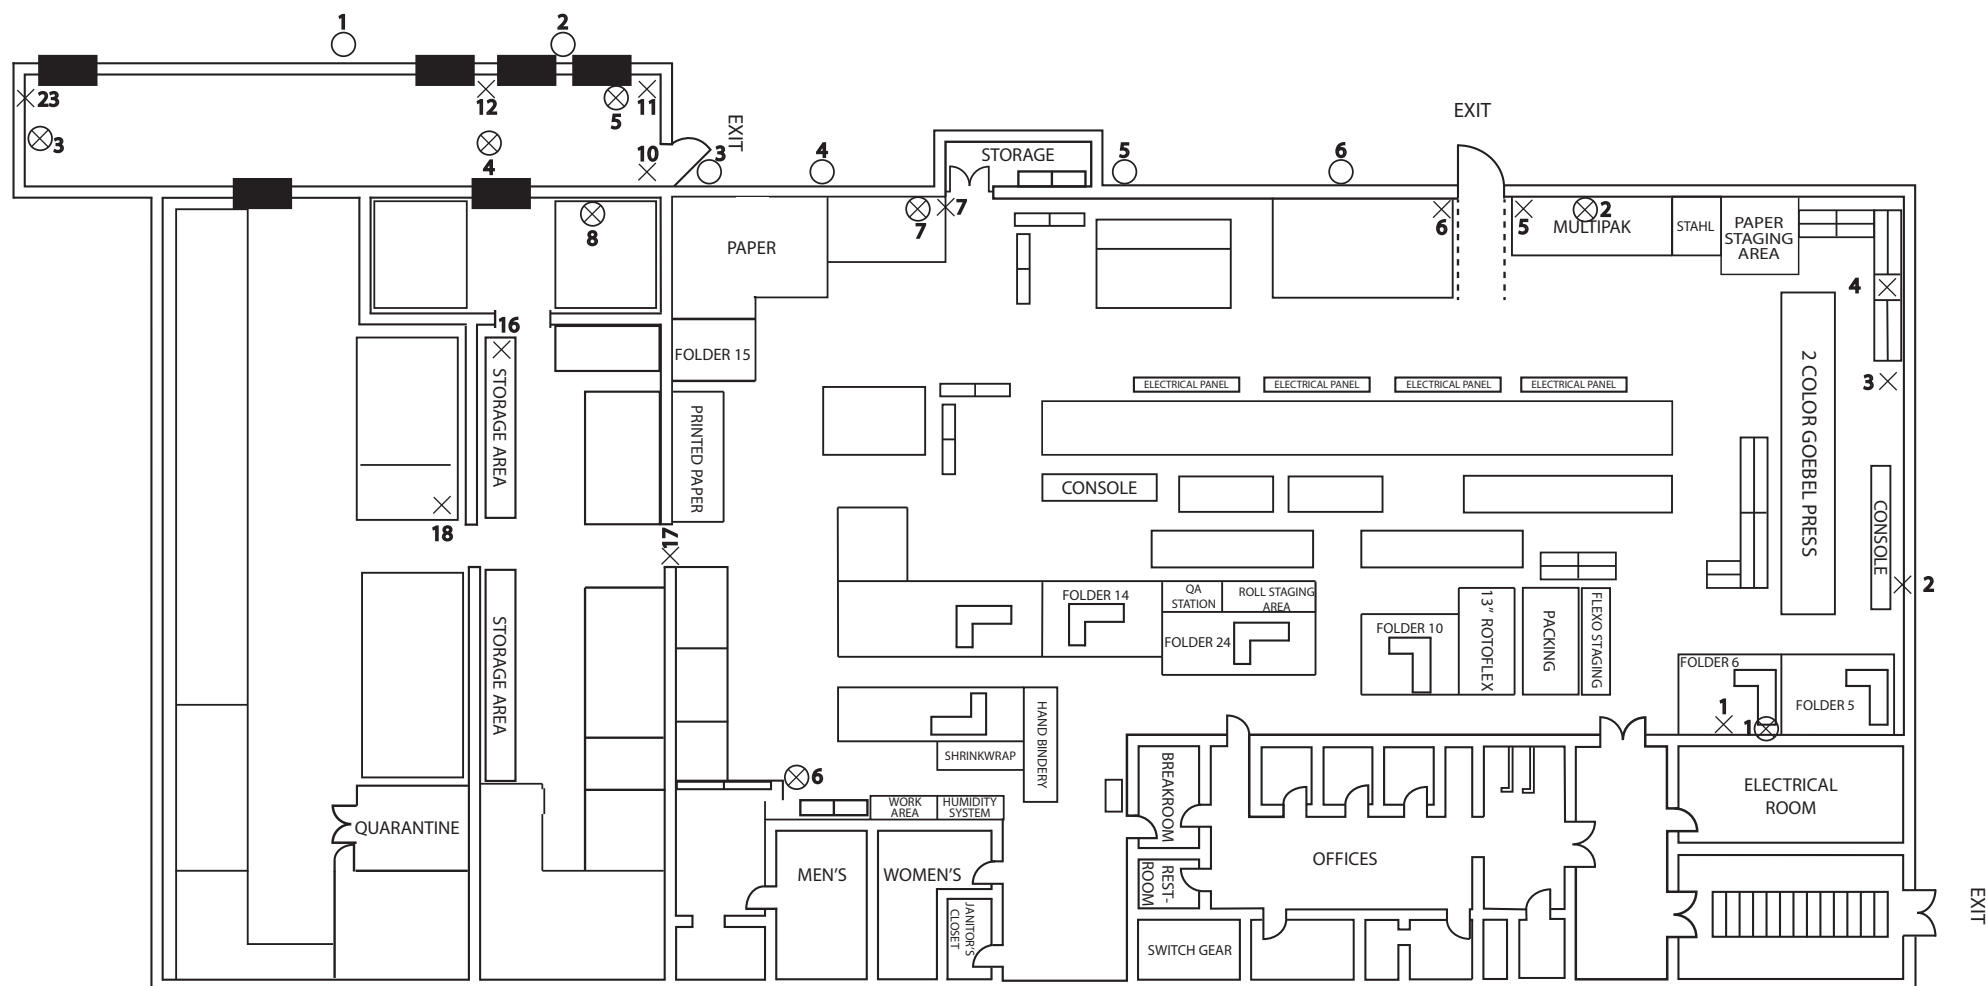 1
2
23
12
11
5
3
4
10
EXIT
3
4
STORAGE
5
6
EXIT
8
7
7
6
5
2
MULTIPAK
STAHL
PAPER
STAGING
AREA
PAPER
4
16
FOLDER 15
STORAGE AREA
ELECTRICAL PANEL
ELECTRICAL PANEL
ELECTRICAL PANEL
ELECTRICAL PANEL
3
2 COLOR GOEBEL PRESS
PRINTED PAPER
CONSOLE
CONSOLE
18
17
2
FOLDER 14
QA
STATION
ROLL STAGING
AREA
FOLDER 24
FOLDER 10
13” ROTOFLEX
PACKING
FLEXO STAGING
STORAGE AREA
FOLDER 6
FOLDER 5
1
1
HAND BINDERY
SHRINKWRAP
6
WORK
AREA
HUMIDITY
SYSTEM
BREAKROOM
ELECTRICAL
ROOM
QUARANTINE
MEN'S
WOMEN'S
REST-
ROOM
OFFICES
JANITOR'S
CLOSET
SWITCH GEAR
EXIT